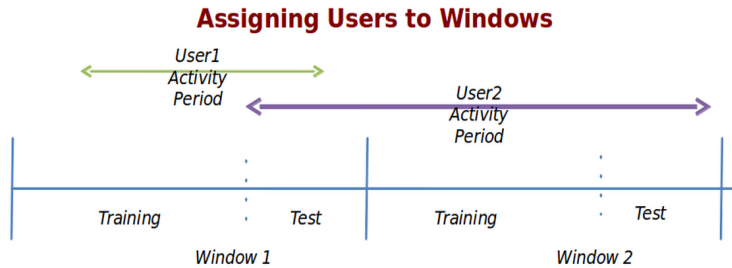 Assigning Users to Windows
User1
Activity
Period
User2
Activity
Period
Training
Test
Training
Test
Window 1
Window 2